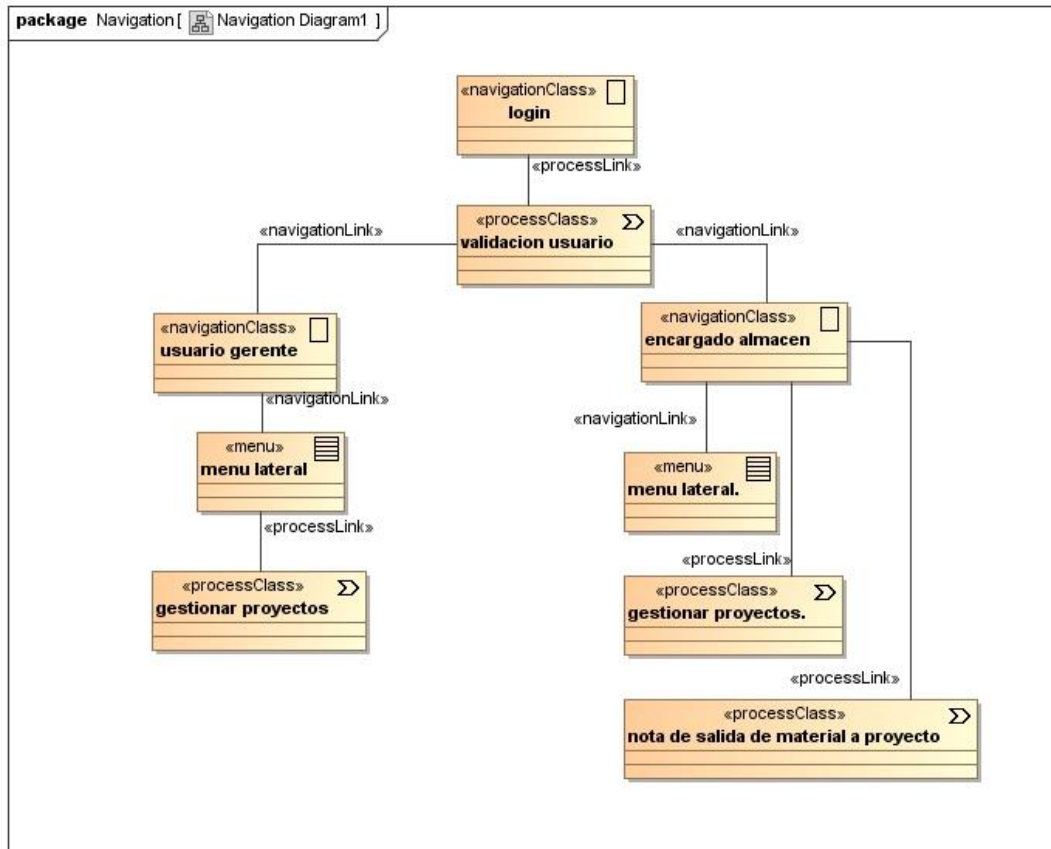 package Navigation [ Navigation Diagram1 ]
«navigationClass»
login
«processLink»
«processClass»
validacion usuario
«navigationLink»
«navigationLink»
«navigationClass»
usuario gerente
«navigationLink»
«menu»
menu lateral
«processLink»
«processClass»
gestionar proyectos
«navigationClass»
encargado almacen
«navigationLink»
«menu»
menu lateral.
«processLink»
«processClass»
gestionar proyectos.
«processLink»
«processClass»
nota de salida de material a proyecto